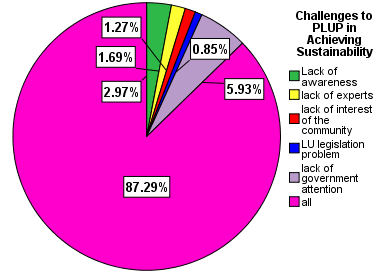 Challenges to
PLUP in
Achieving
Sustainability
1.27%
1.69%
2.97%
0.85%
5.93%
87.29%
Lack of
awareness
lack of experts
lack of interest
of the
community
LU legislation
problem
lack of
government
attention
all